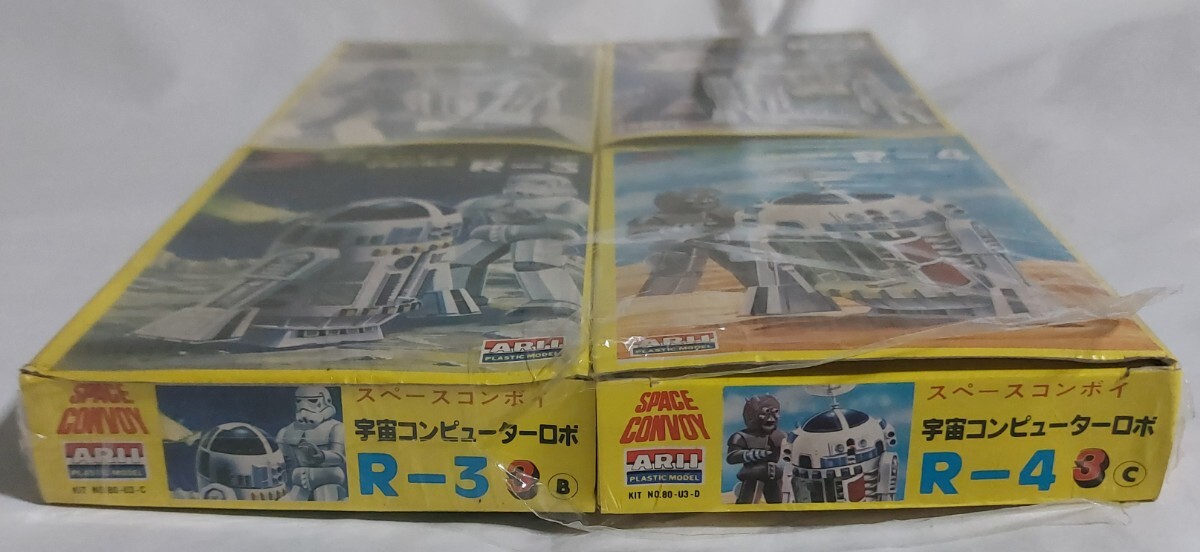 R-3
ARII
PLASTIC MODEL
R-4
ARII
PLASTIC MODEL
SPACE
CONVOY
ARII
PLASTIC MODEL
KIT NO.80-U3-C
スペースコンボイ
宇宙コンピューターロボ
R-3 3 B
SPACE
CONVOY
ARII
PLASTIC MODEL
KIT NO.80-U3-D
スペースコンボイ
宇宙コンピューターロボ
R-4 3 C